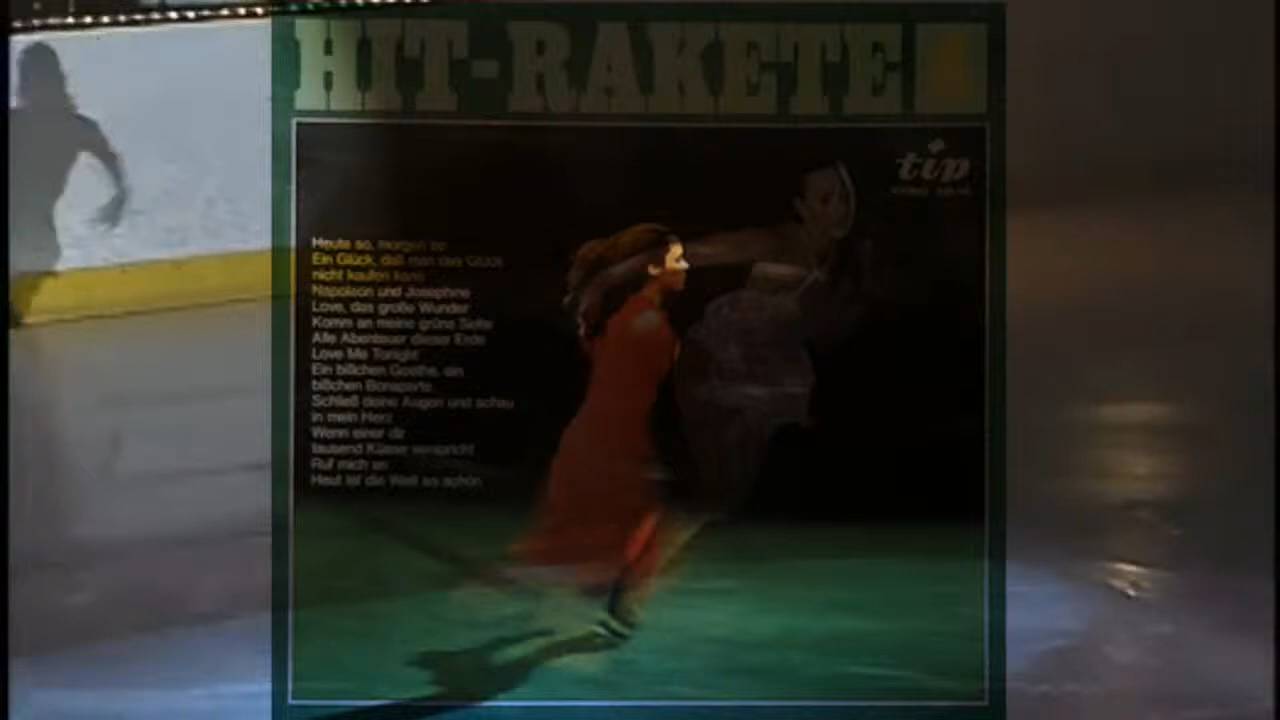 HIT-RAKETE 4
tip
Heute so, morgen so
Ein Glück, daß man das Glück
nicht kaufen kann
Napoleon und Josephine
Love, das große Wunder
Komm an meine grüne Seite
Alle Abenteuer dieser Erde
Love Me Tonight
Ein bißchen Goethe, ein
bißchen Bonaparte
Schließ deine Augen und schau
in mein Herz
Wenn einer dir
tausend Küsse verspricht
Ruf mich an
Heut ist die Welt so schön